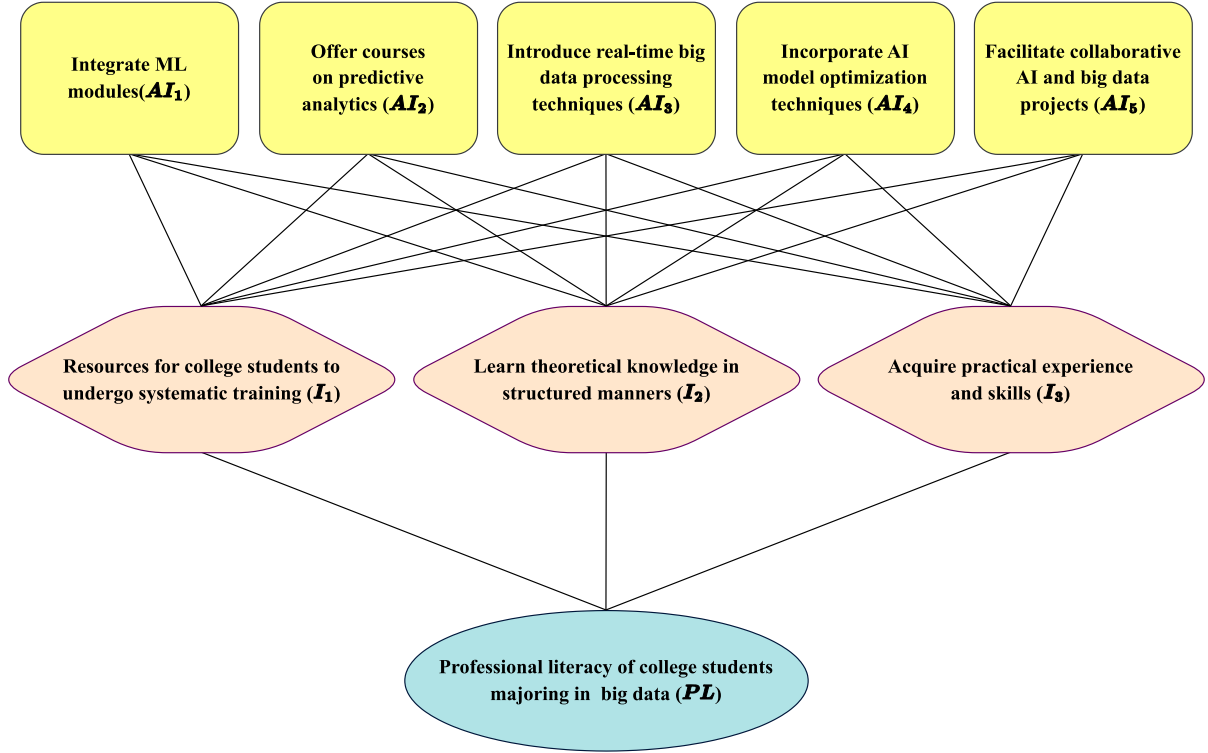 Integrate ML
modules(AI₁)
Offer courses
on predictive
analytics (AI₂)
Introduce real-time big
data processing
techniques (AI₃)
Incorporate AI
model optimization
techniques (AI₄)
Facilitate collaborative
AI and big data
projects (AI₅)
Resources for college students to
undergo systematic training (I₁)
Learn theoretical knowledge in
structured manners (I₂)
Acquire practical experience
and skills (I₃)
Professional literacy of college students
majoring in big data (PL)